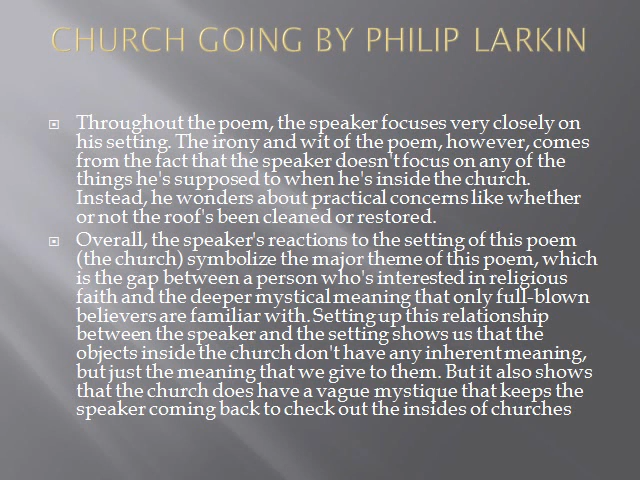 CHURCH GOING BY PHILIP LARKIN
Throughout the poem, the speaker focuses very closely on
his setting. The irony and wit of the poem, however, comes
from the fact that the speaker doesn't focus on any of the
things he's supposed to when he's inside the church.
Instead, he wonders about practical concerns like whether
or not the roof's been cleaned or restored.
Overall, the speaker's reactions to the setting of this poem
(the church) symbolize the major theme of this poem, which
is the gap between a person who's interested in religious
faith and the deeper mystical meaning that only full-blown
believers are familiar with. Setting up this relationship
between the speaker and the setting shows us that the
objects inside the church don't have any inherent meaning,
but just the meaning that we give to them. But it also shows
that the church does have a vague mystique that keeps the
speaker coming back to check out the insides of churches